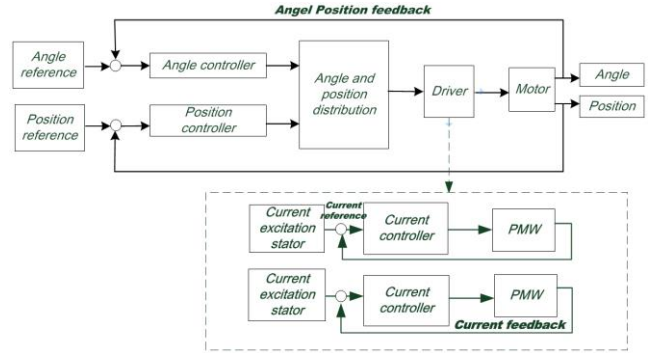 Angel Position feedback
Angle
reference
Angle controller
Angle and
position
distribution
Driver
Motor
Angle
Position
Position
reference
Position
controller
Current
excitation
stator
Current
reference
Current
controller
PMW
Current
excitation
stator
Current
controller
PMW
Current feedback